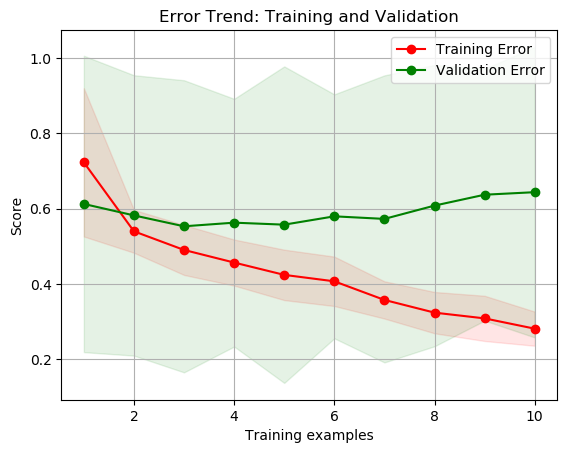 Error Trend: Training and Validation
Training Error
Validation Error
Score
1.0
0.8
0.6
0.4
0.2
2 4 6 8 10
Training examples